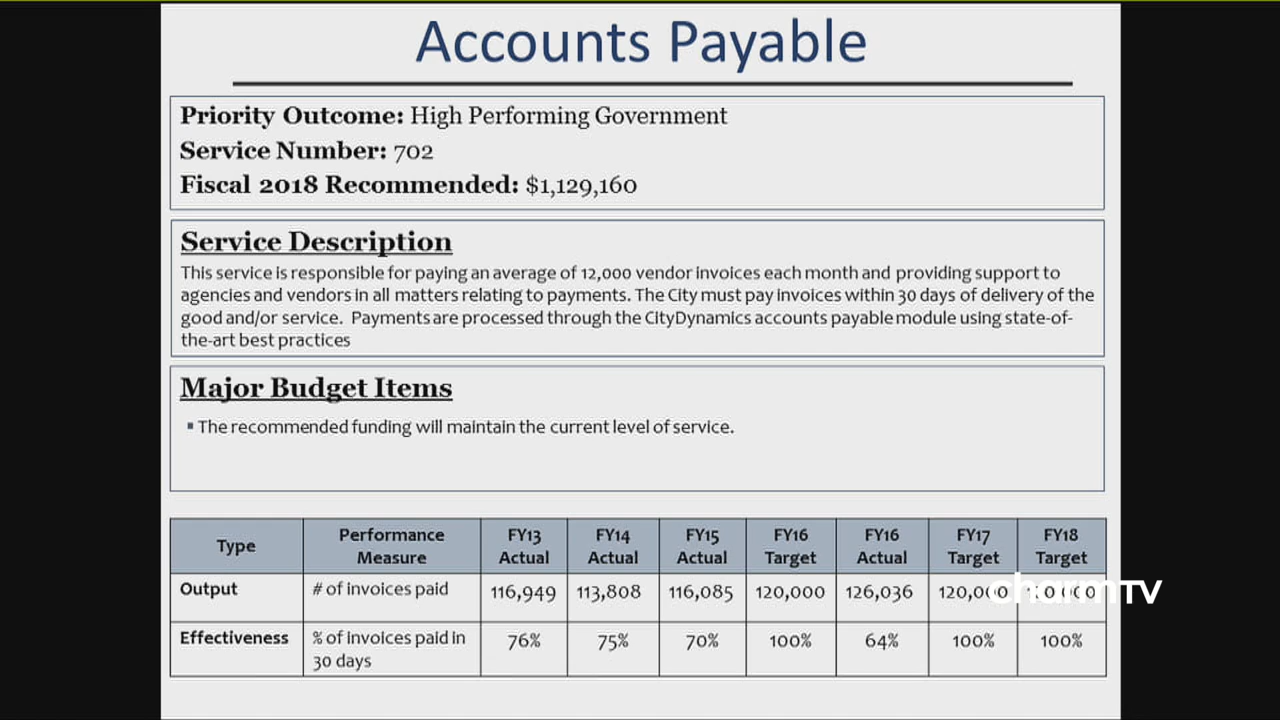 Accounts Payable
Priority Outcome: High Performing Government
Service Number: 702
Fiscal 2018 Recommended: $1,129,160
Service Description
This service is responsible for paying an average of 12,000 vendor invoices each month and providing support to
agencies and vendors in all matters relating to payments. The City must pay invoices within 30 days of delivery of the
good and/or service. Payments are processed through the CityDynamics accounts payable module using state-of-
the-art best practices
Major Budget Items
▪ The recommended funding will maintain the current level of service.
Type Performance Measure FY13 Actual FY14 Actual FY15 Actual FY16 Target FY16 Actual FY17 Target FY18 Target
Output # of invoices paid 116,949 113,808 116,085 120,000 126,036 120,000
Effectiveness % of invoices paid in 30 days 76% 75% 70% 100% 64% 100% 100%
charmTV